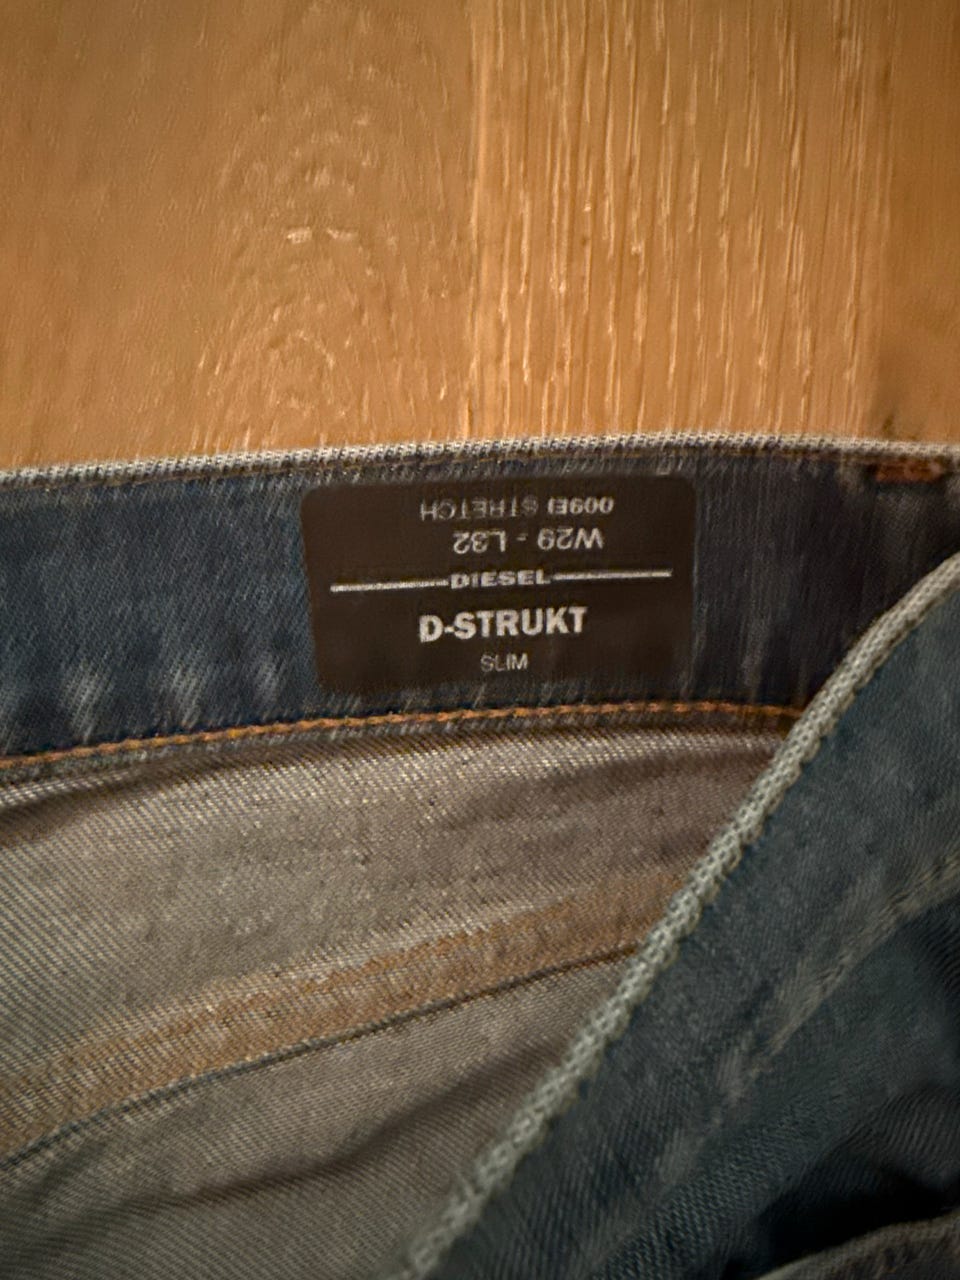 009EI STRETCH
W29 - L32
DIESEL
D-STRUKT
SLIM